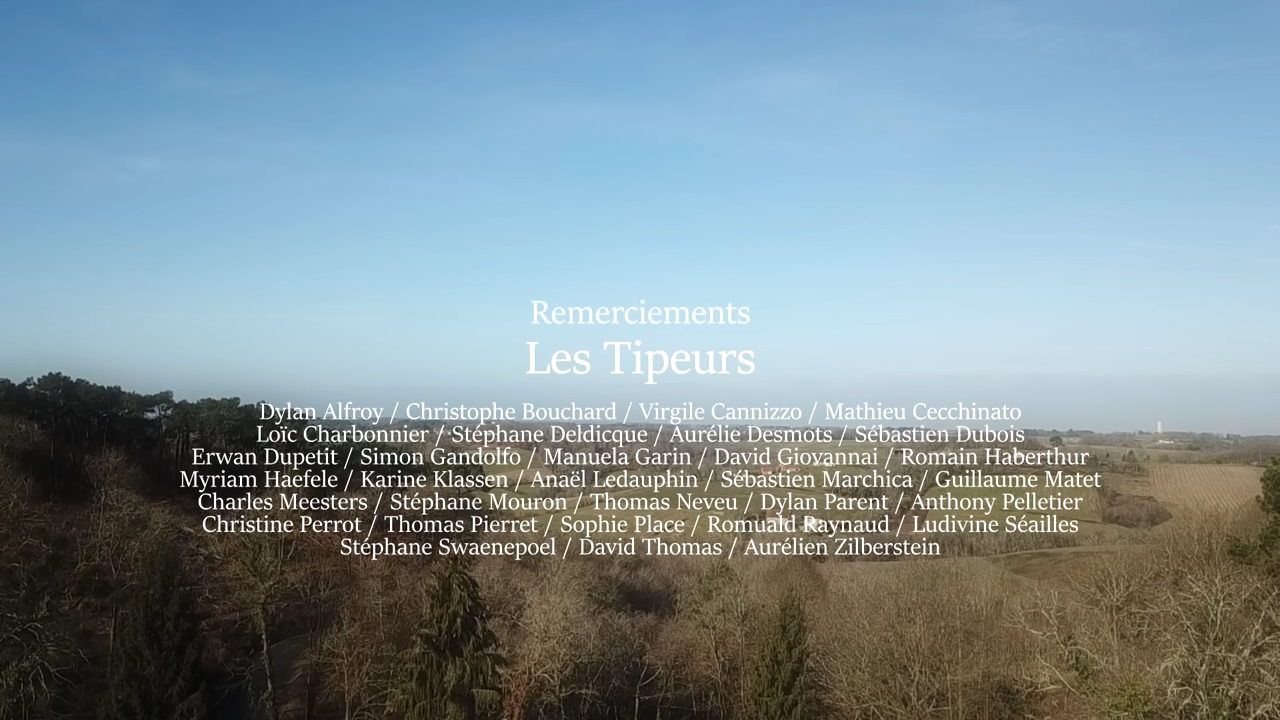 Remerciements
Les Tipeurs
Dylan Alfroy / Christophe Bouchard / Virgile Cannizzo / Mathieu Cecchinato
Loïc Charbonnier / Stéphane Deldicque / Aurélie Desmots / Sébastien Dubois
Erwan Dupetit / Simon Gandolfo / Manuela Garin / David Giovannai / Romain Haberthur
Myriam Haefele / Karine Klassen / Anaël Ledauphin / Sébastien Marchica / Guillaume Matet
Charles Meesters / Stéphane Mouron / Thomas Neveu / Dylan Parent / Anthony Pelletier
Christine Perrot / Thomas Pierret / Sophie Place / Romuald Raynaud / Ludivine Séailles
Stéphane Swaenepoel / David Thomas / Aurélien Zilberstein